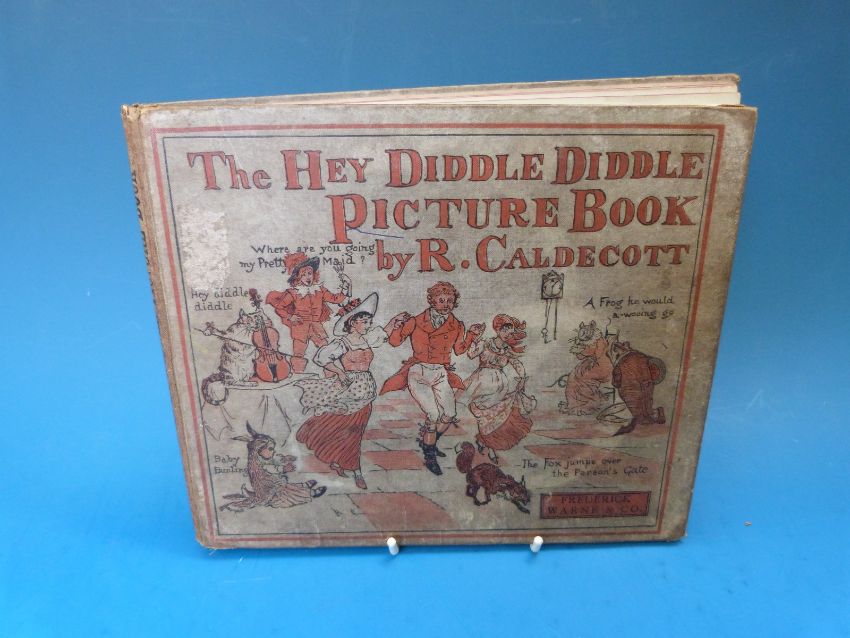 The HEY DIDDLE DIDDLE
PICTURE BOOK
by R. CALDECOTT
Where are you going
my Pretty Maid?
Hey diddle
diddle
A Frog he would
a-wooing go
Baby
Bunting
The Fox jumps over
the Parson's Gate
FREDERICK
WARNE & CO.